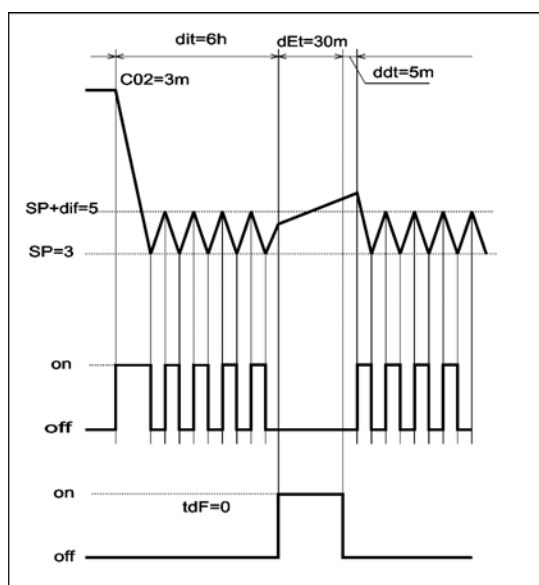 dit=6h
dEt=30m
ddt=5m
C02=3m
SP+dif=5
SP=3
on
off
on
tdF=0
off